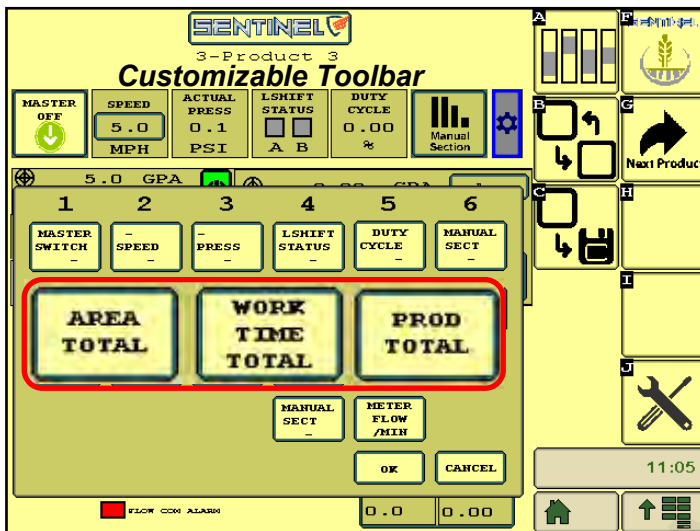 SENTINEL
3-Product 3
Customizable Toolbar
MASTER
OFF
SPEED
5.0
MPH
ACTUAL
PRESS
0.1
PSI
LSHIFT
STATUS
A B
DUTY
CYCLE
0.00
%
Manual
Section
5.0 GPA
1 2 3 4 5 6
MASTER
SWITCH
–
–
SPEED
–
PRESS
LSHIFT
STATUS
–
DUTY
CYCLE
–
MANUAL
SECT
–
AREA
TOTAL
WORK
TIME
TOTAL
PROD
TOTAL
MANUAL
SECT
–
METER
FLOW
/MIN
OK
CANCEL
FLOW COM ALARM
0.0
0.00
A
B
C
F
SENTINEL
G
Next Product
H
I
J
11:05